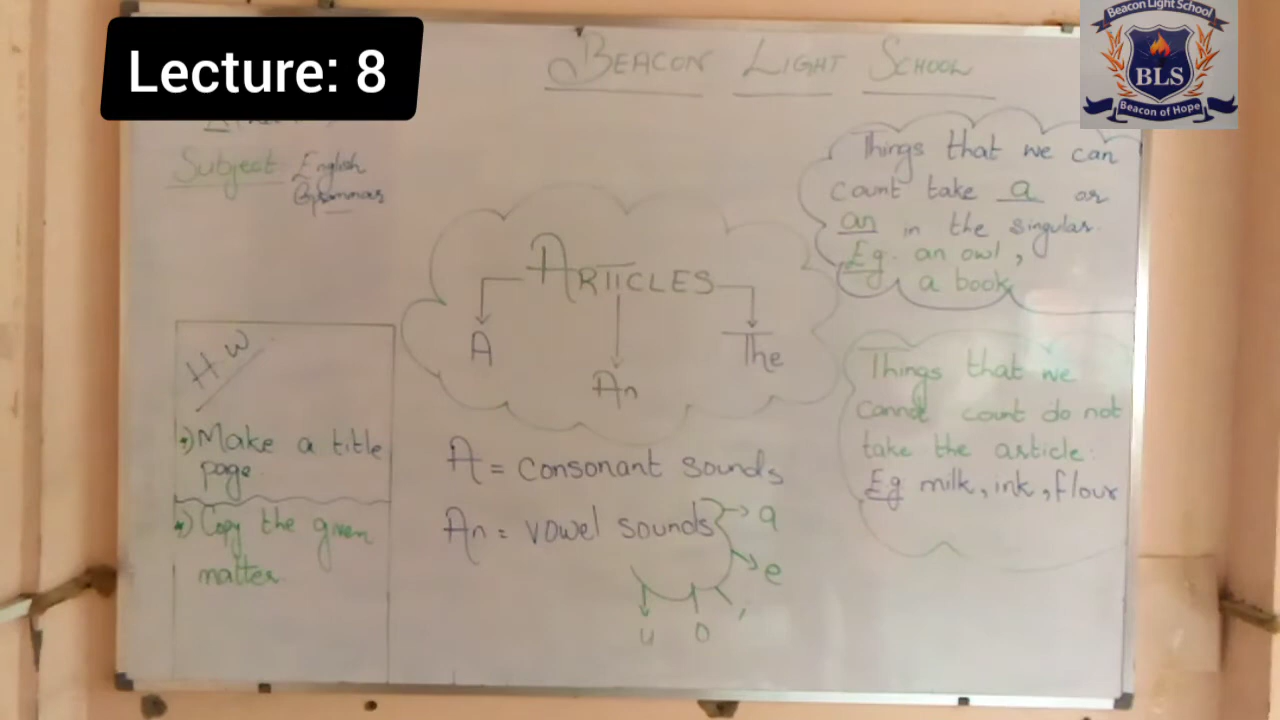 Lecture: 8
BEACON LIGHT SCHOOL
Beacon Light School
BLS
Beacon of Hope
Subject English
Grammar
ARTICLES
A
An
The
A = consonant sounds
An = vowel sounds
a
e
o
u
Things that we can
count take a or
an in the singular.
Eg. an owl,
a book
Things that we
cannot count do not
take the article:
Eg milk, ink, flour
H.W
Make a title
page.
Copy the given
matter.